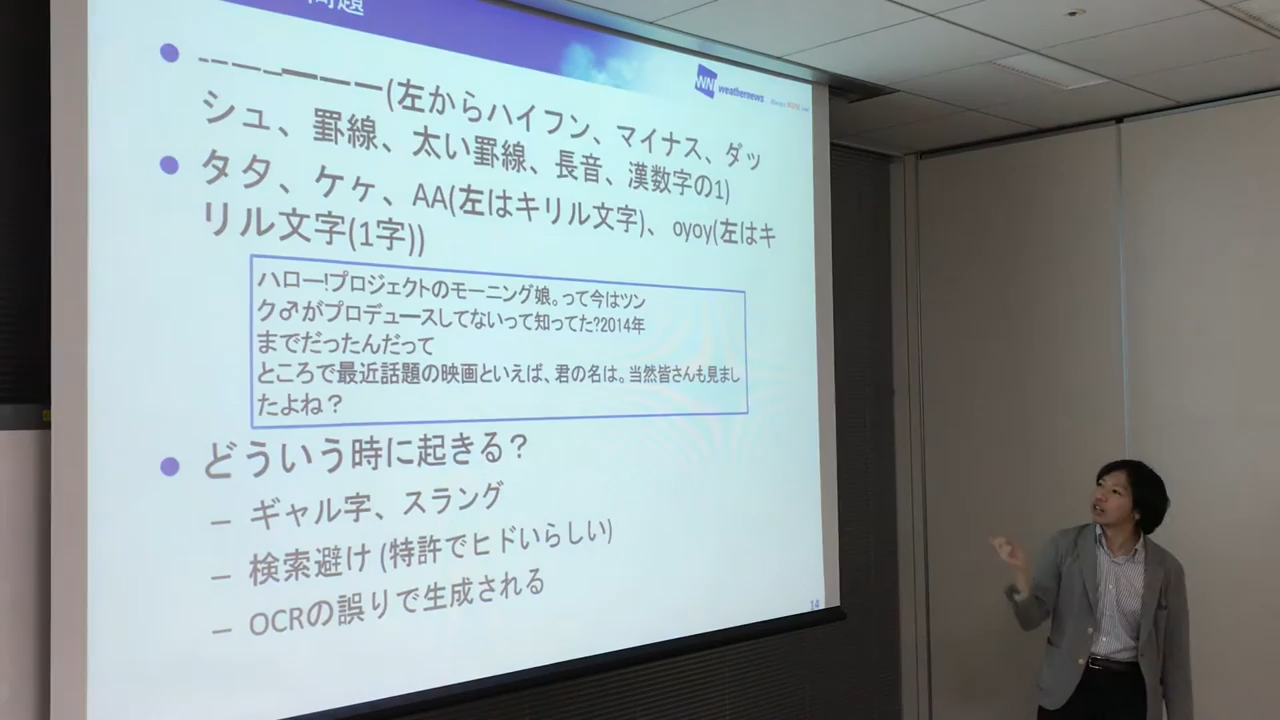 問題
weathernews
● ‐-–─━ー一(左からハイフン、マイナス、ダッ
シュ、罫線、太い罫線、長音、漢数字の1)
● タタ、ケヶ、АA(左はキリル文字)、oyoy(左はキ
リル文字(1字))
ハロー!プロジェクトのモーニング娘。って今はツン
ク♂がプロデュースしてないって知ってた?2014年
までだったんだって
ところで最近話題の映画といえば、君の名は。当然皆さんも見まし
たよね？
● どういう時に起きる？
– ギャル字、スラング
– 検索避け (特許でヒドいらしい)
– OCRの誤りで生成される
14